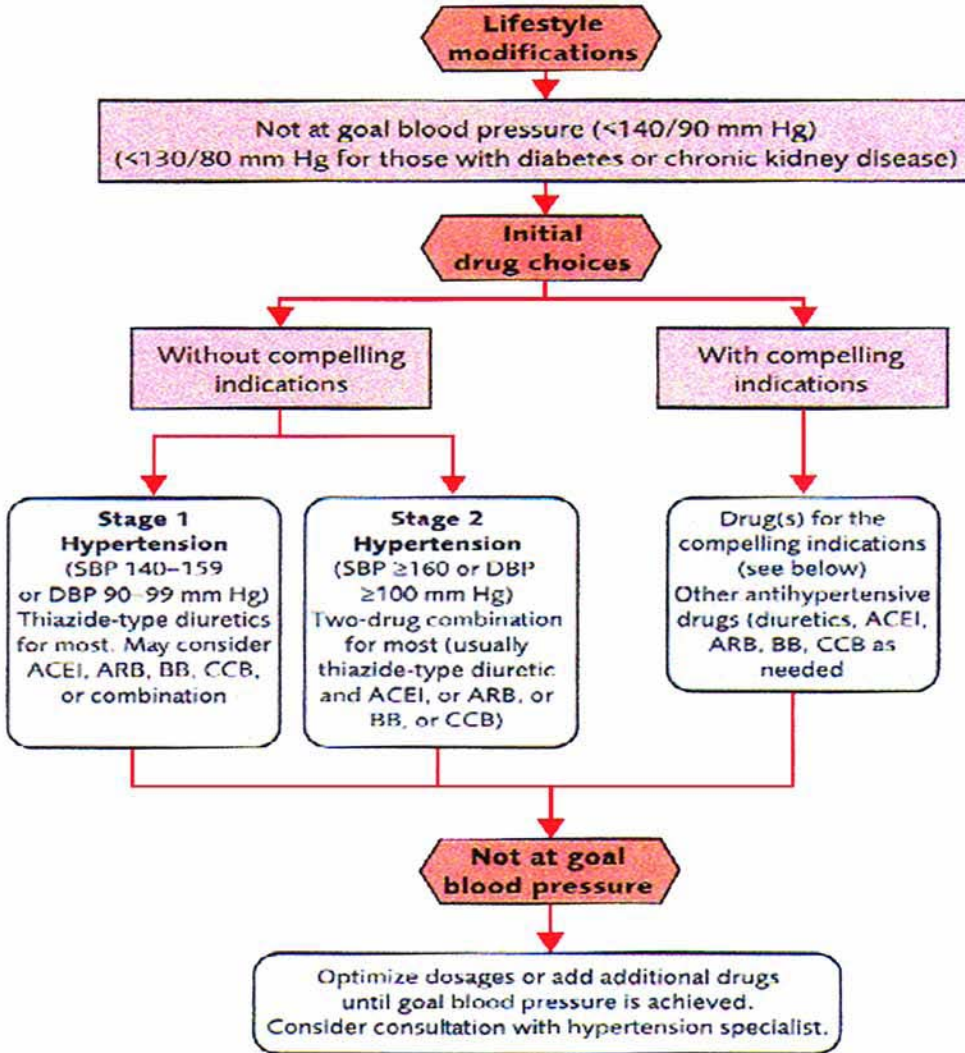 Lifestyle
modifications
Not at goal blood pressure (<140/90 mm Hg)
(<130/80 mm Hg for those with diabetes or chronic kidney disease)
Initial
drug choices
Without compelling
indications
With compelling
indications
Stage 1
Hypertension
(SBP 140–159
or DBP 90–99 mm Hg)
Thiazide-type diuretics
for most. May consider
ACEI, ARB, BB, CCB,
or combination
Stage 2
Hypertension
(SBP ≥160 or DBP
≥100 mm Hg)
Two-drug combination
for most (usually
thiazide-type diuretic
and ACEI, or ARB, or
BB, or CCB)
Drug(s) for the
compelling indications
(see below)
Other antihypertensive
drugs (diuretics, ACEI,
ARB, BB, CCB as
needed
Not at goal
blood pressure
Optimize dosages or add additional drugs
until goal blood pressure is achieved.
Consider consultation with hypertension specialist.